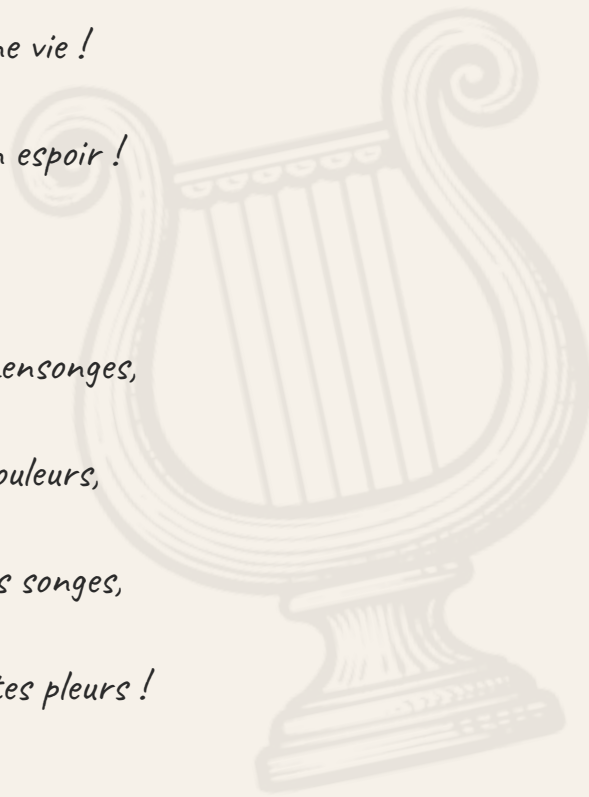 ne vie !
n espoir !
ensonges,
ouleurs,
s songes,
tes pleurs !